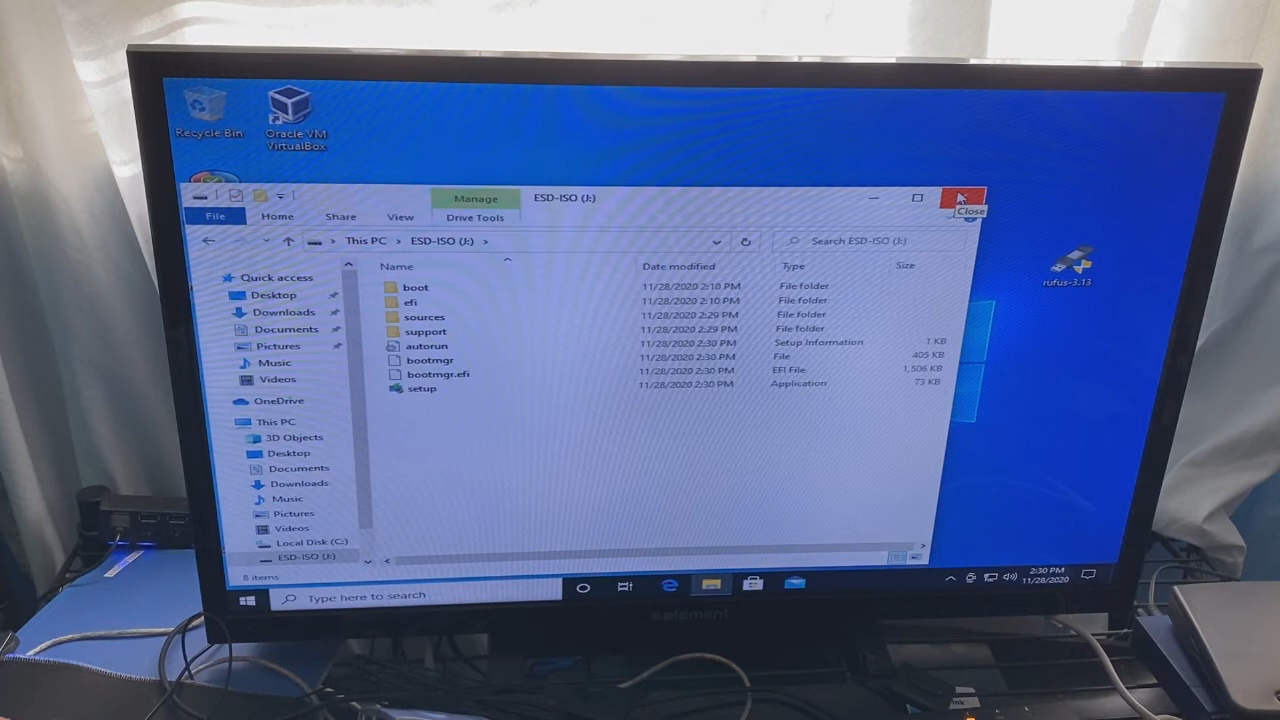 Recycle Bin
Oracle VM
VirtualBox
Manage
ESD-ISO (J:)
Close
File
Home
Share
View
Drive Tools
This PC
ESD-ISO (J:)
Search ESD-ISO (J:)
rufus-3.13
Name
Date modified
Type
Size
boot
11/28/2020 2:10 PM
File folder
efi
11/28/2020 2:10 PM
File folder
sources
11/28/2020 2:29 PM
File folder
support
11/28/2020 2:29 PM
File folder
autorun
11/28/2020 2:30 PM
Setup Information
1 KB
bootmgr
11/28/2020 2:30 PM
File
405 KB
bootmgr.efi
11/28/2020 2:30 PM
EFI File
1,506 KB
setup
11/28/2020 2:30 PM
Application
73 KB
Quick access
Desktop
Downloads
Documents
Pictures
Music
Videos
OneDrive
This PC
3D Objects
Desktop
Documents
Downloads
Music
Pictures
Videos
Local Disk (C:)
ESD-ISO (J:)
8 items
Type here to search
2:30 PM
11/28/2020
element